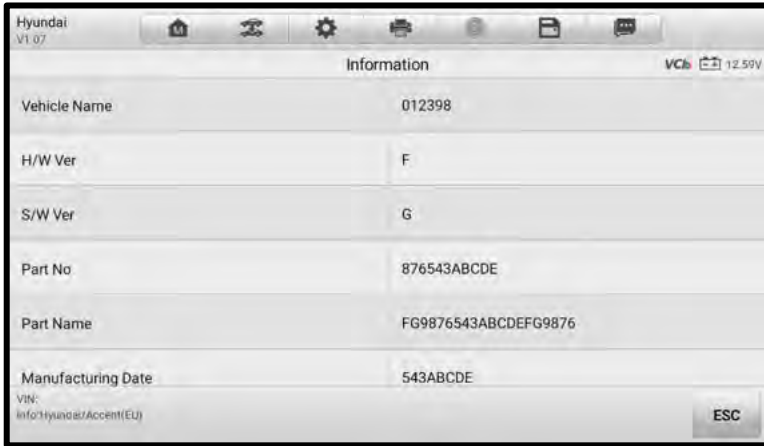 Hyundai
V1.07
Information
VCI 12.59V
Vehicle Name 012398
H/W Ver F
S/W Ver G
Part No 876543ABCDE
Part Name FG9876543ABCDEFG9876
Manufacturing Date 543ABCDE
VIN:
Info:Hyundai/Accent(EU)
ESC